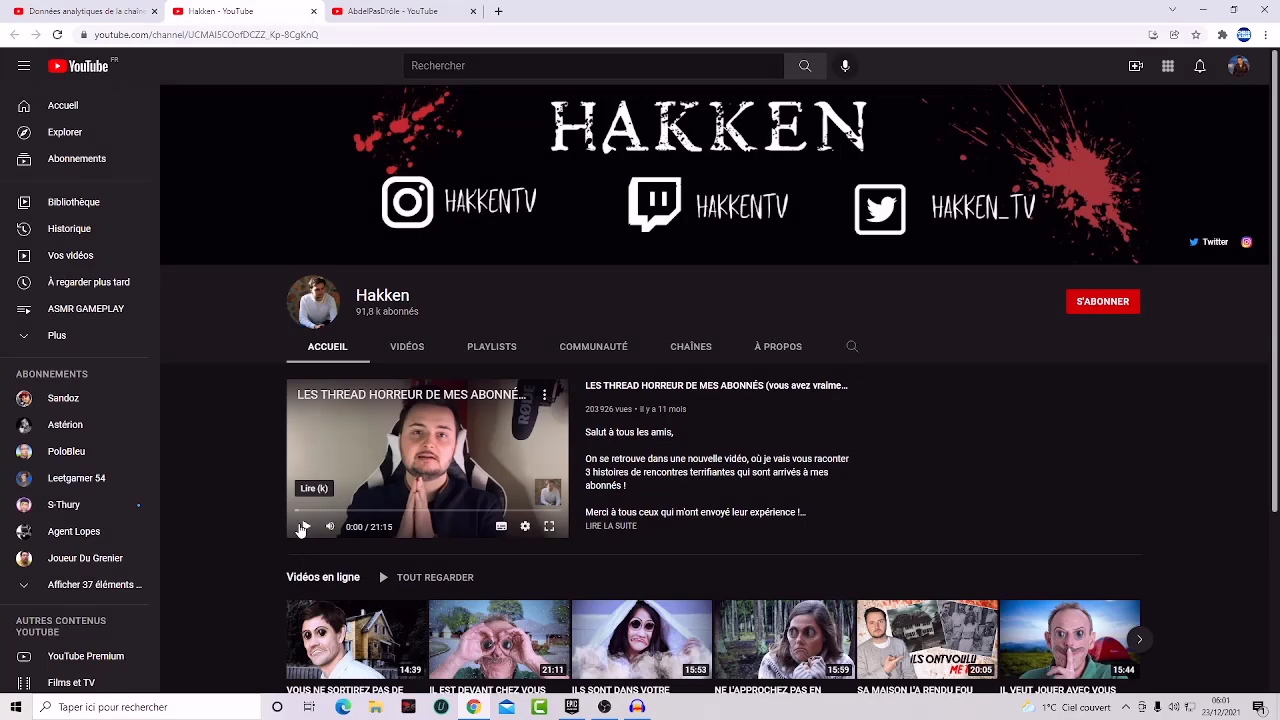 Données analytiques de la chaîne
Hakken - YouTube
AbdelPasDrôle - YouTube
youtube.com/channel/UCMAI5COofDCZZ_Kp-8CgKnQ
YouTube FR
Rechercher
Accueil
Explorer
Abonnements
Bibliothèque
Historique
Vos vidéos
À regarder plus tard
ASMR GAMEPLAY
Plus
ABONNEMENTS
Sandoz
Astérion
PoloBleu
Leetgamer 54
S-Thury
Agent Lopes
Joueur Du Grenier
Afficher 37 éléments ...
AUTRES CONTENUS
YOUTUBE
YouTube Premium
Films et TV
HAKKEN
HAKKENTV
HAKKENTV
HAKKEN_TV
Twitter
Hakken
91,8 k abonnés
S'ABONNER
ACCUEIL
VIDÉOS
PLAYLISTS
COMMUNAUTÉ
CHAÎNES
À PROPOS
LES THREAD HORREUR DE MES ABONNÉ...
RØDE
Lire (k)
0:00 / 21:15
LES THREAD HORREUR DE MES ABONNÉS (vous avez vraime...
203 926 vues • il y a 11 mois
Salut à tous les amis,
On se retrouve dans une nouvelle vidéo, où je vais vous raconter
3 histoires de rencontres terrifiantes qui sont arrivés à mes
abonnés !
Merci à tous ceux qui m'ont envoyé leur expérience !...
LIRE LA SUITE
Vidéos en ligne
TOUT REGARDER
14:39
21:11
15:53
15:59
ILS ONT VOULU
ME
20:05
15:44
VOUS NE SORTIREZ PAS DE
IL EST DEVANT CHEZ VOUS
ILS SONT DANS VOTRE
NE L'APPROCHEZ PAS EN
SA MAISON L'A RENDU FOU
IL VEUT JOUER AVEC VOUS
Taper ici pour rechercher
1°C Ciel couvert
06:01
23/12/2021